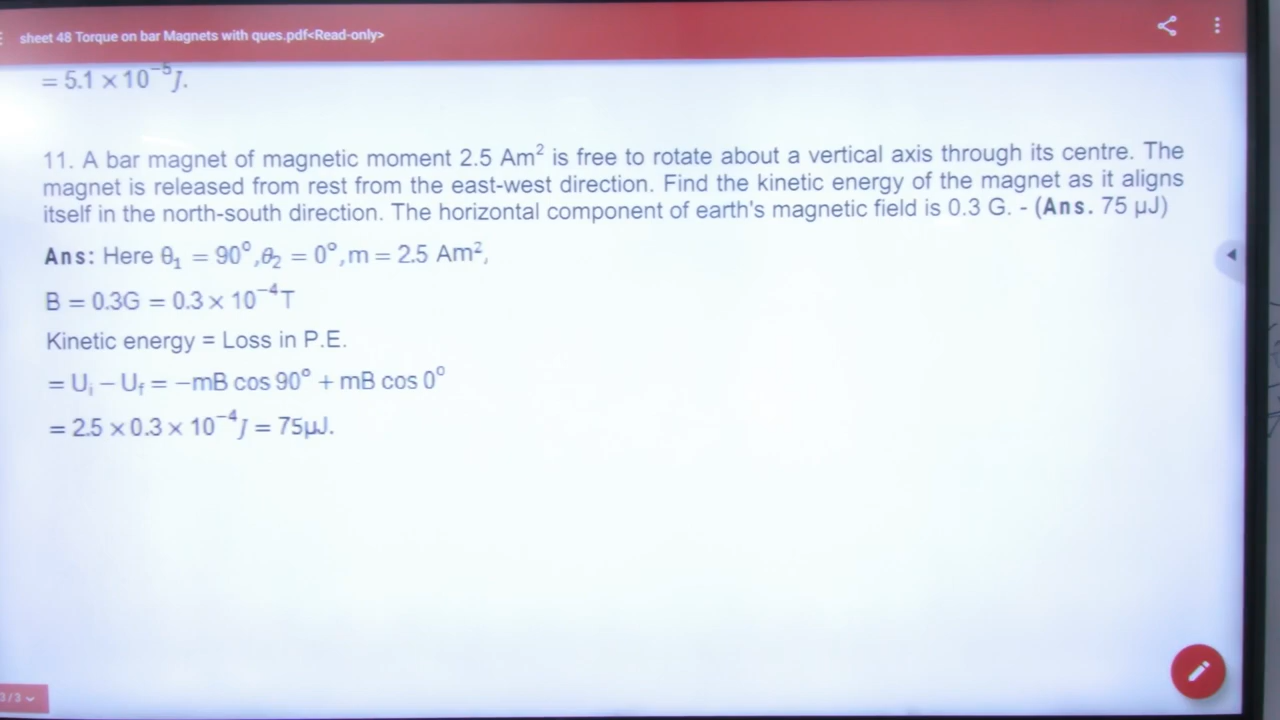 sheet 48 Torque on bar Magnets with ques.pdf<Read-only>
= 5.1 × 10⁻⁵J.
11. A bar magnet of magnetic moment 2.5 Am² is free to rotate about a vertical axis through its centre. The
magnet is released from rest from the east-west direction. Find the kinetic energy of the magnet as it aligns
itself in the north-south direction. The horizontal component of earth's magnetic field is 0.3 G. - (Ans. 75 µJ)
Ans: Here θ₁ = 90°,θ₂ = 0°,m = 2.5 Am²,
B = 0.3G = 0.3 × 10⁻⁴T
Kinetic energy = Loss in P.E.
= Uᵢ − U_f = −mB cos 90° + mB cos 0°
= 2.5 × 0.3 × 10⁻⁴J = 75µJ.
3/3